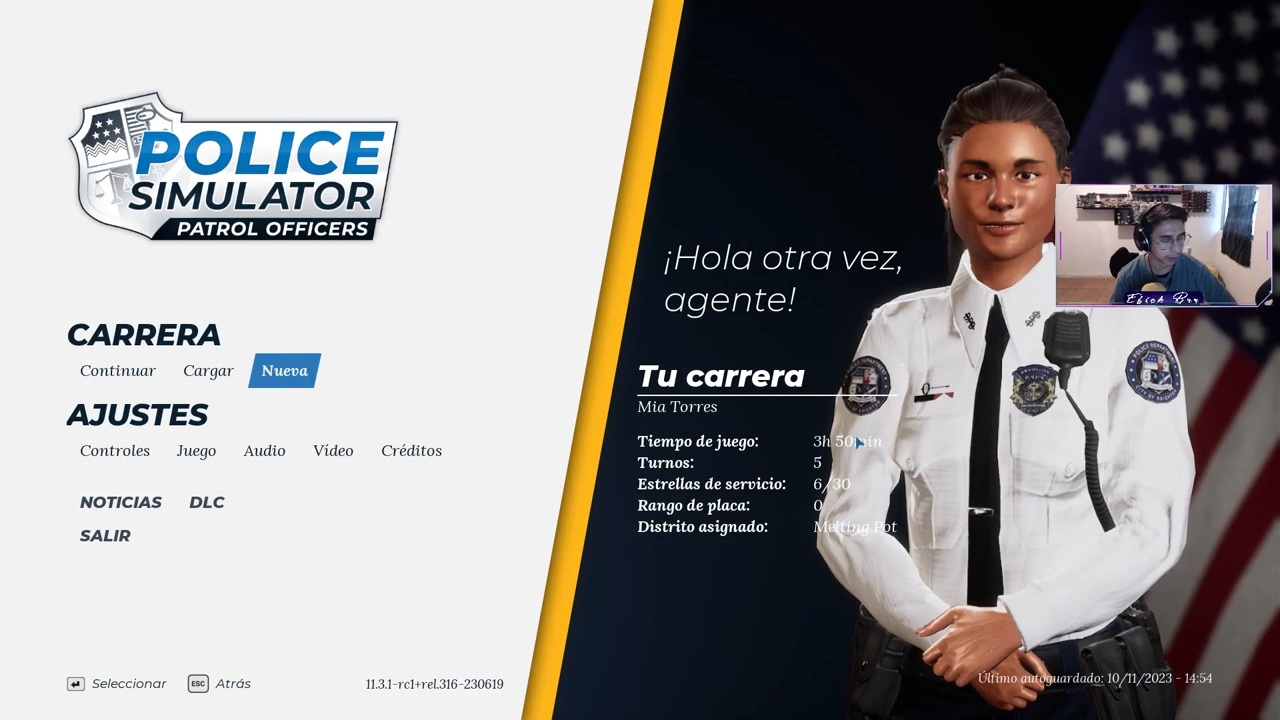 POLICE
SIMULATOR
PATROL OFFICERS
CARRERA
Continuar Cargar Nueva
AJUSTES
Controles Juego Audio Vídeo Créditos
NOTICIAS DLC
SALIR
Seleccionar
ESC Atrás
11.3.1-rc1+rel.316-230619
¡Hola otra vez,
agente!
Tu carrera
Mia Torres
Tiempo de juego: 3h 50min
Turnos: 5
Estrellas de servicio: 6/30
Rango de placa: 0
Distrito asignado: Melting Pot
Último autoguardado: 10/11/2023 - 14:54